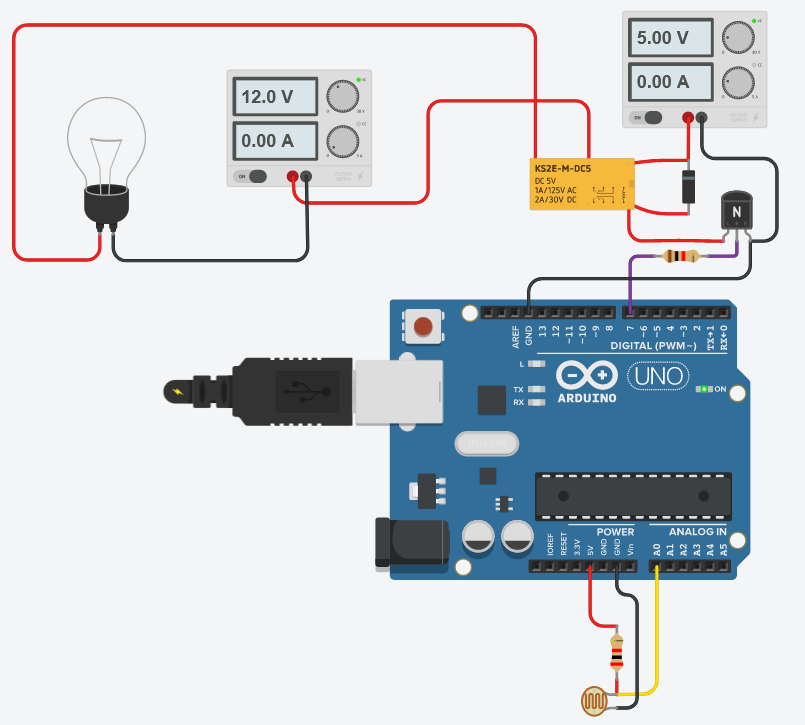 5.00 V
0.00 A
ON
12.0 V
0.00 A
ON
KS2E-M-DC5
DC 5V
1A/125V AC
2A/30V DC
N
AREF
GND
13
12
~11
~10
~9
8
7
~6
~5
4
~3
2
TX→1
RX←0
DIGITAL (PWM~)
L
TX
RX
ARDUINO
UNO
ON
POWER
ANALOG IN
IOREF
RESET
3.3V
5V
GND
GND
Vin
A0
A1
A2
A3
A4
A5